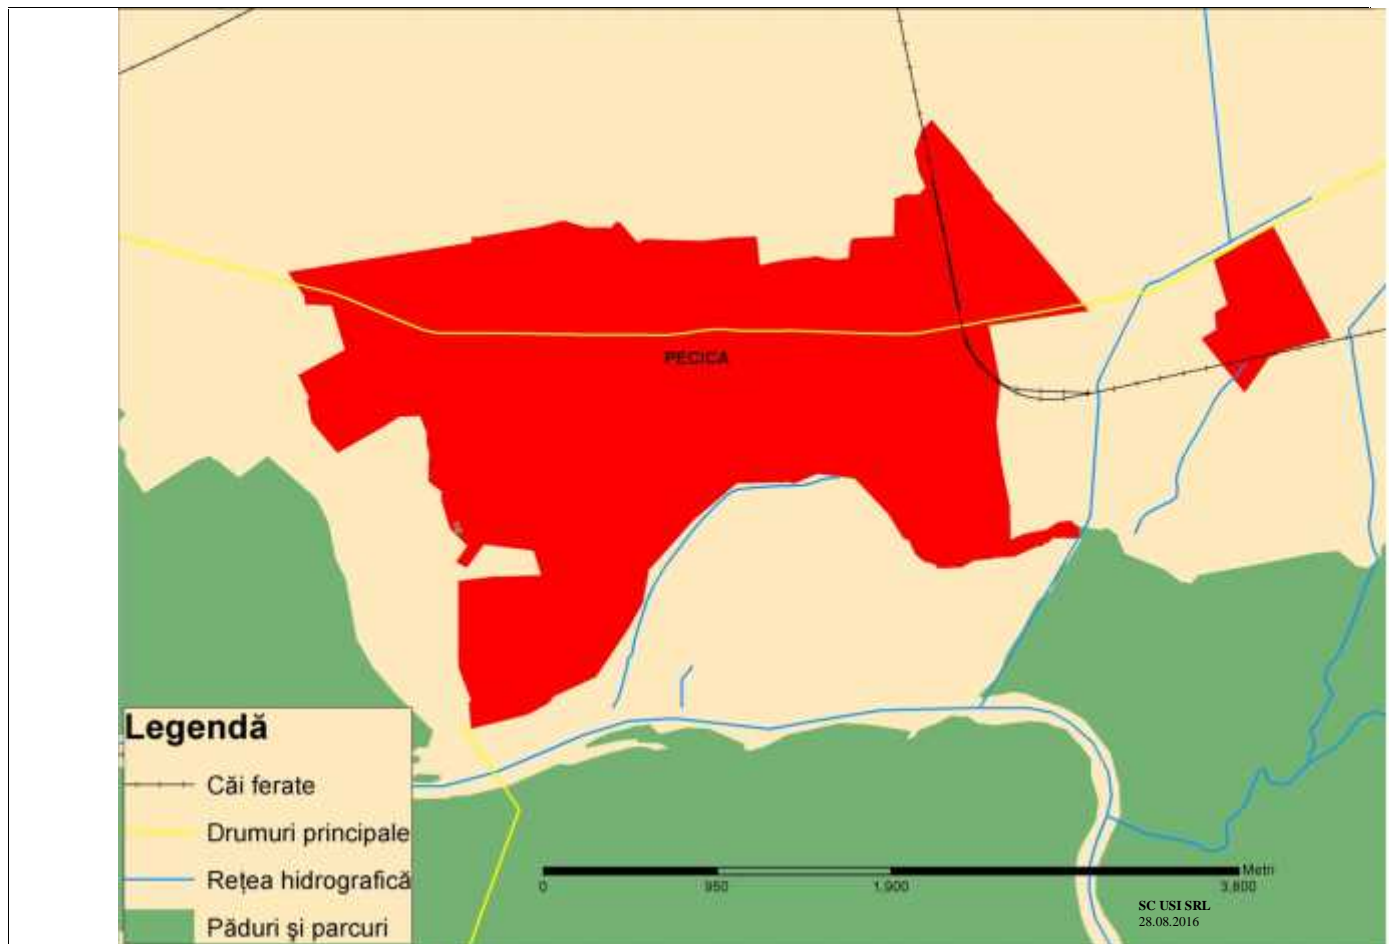 PECICA
Legendă
Căi ferate
Drumuri principale
Rețea hidrografică
Păduri și parcuri
0 950 1,900 3,800 Metri
SC USI SRL
28.08.2016